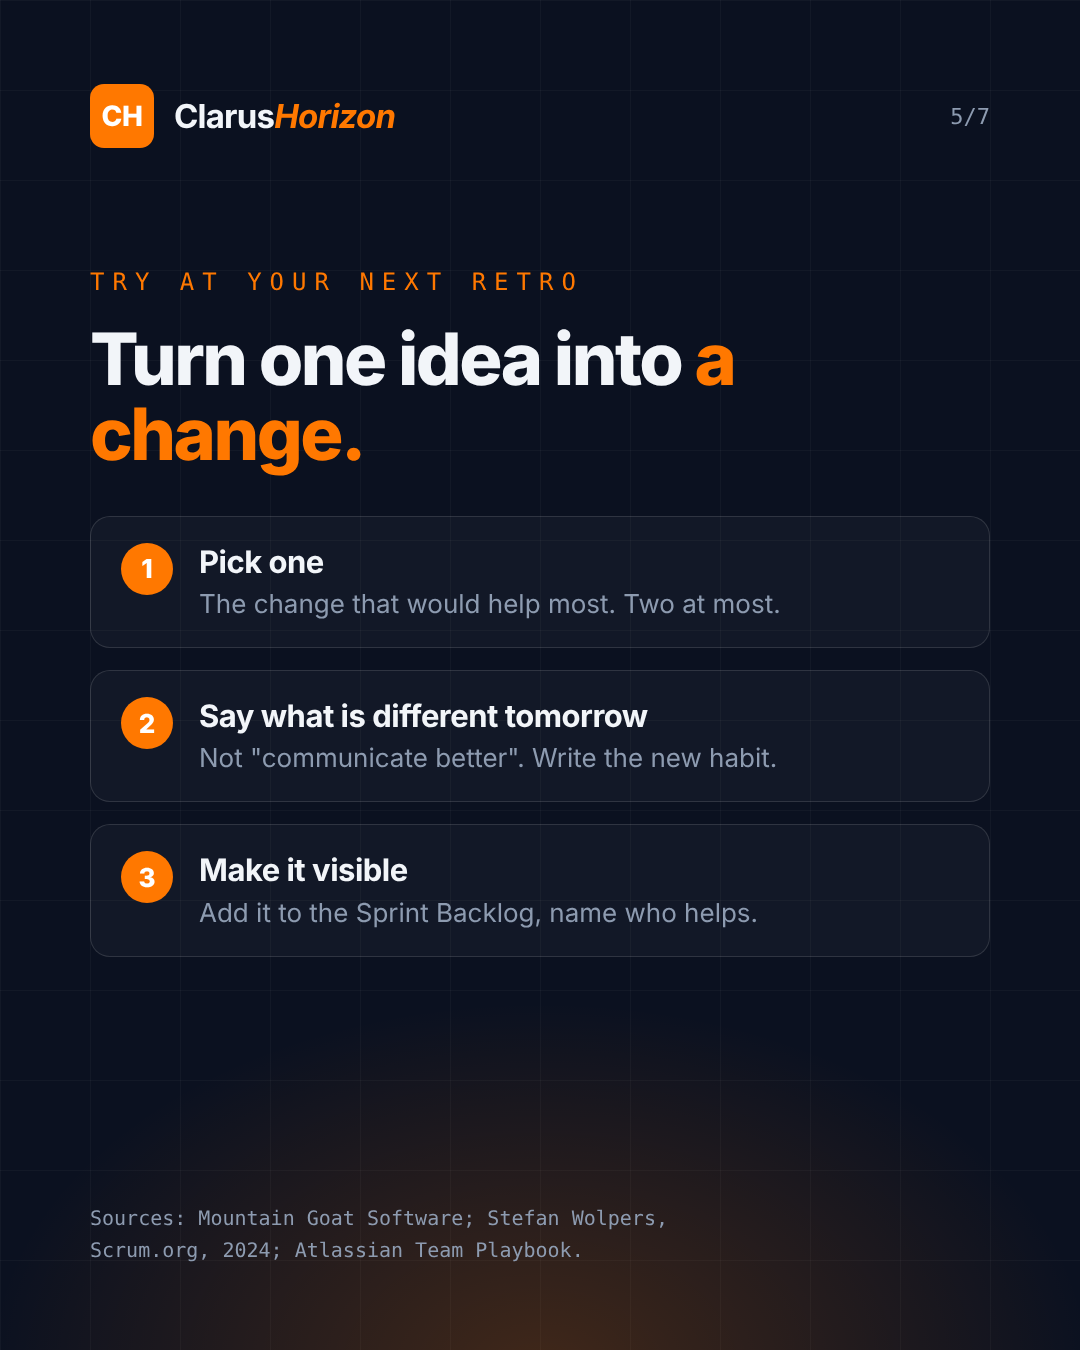 CH
ClarusHorizon
5/7
TRY AT YOUR NEXT RETRO
Turn one idea into a
change.
1
Pick one
The change that would help most. Two at most.
2
Say what is different tomorrow
Not "communicate better". Write the new habit.
3
Make it visible
Add it to the Sprint Backlog, name who helps.
Sources: Mountain Goat Software; Stefan Wolpers,
Scrum.org, 2024; Atlassian Team Playbook.